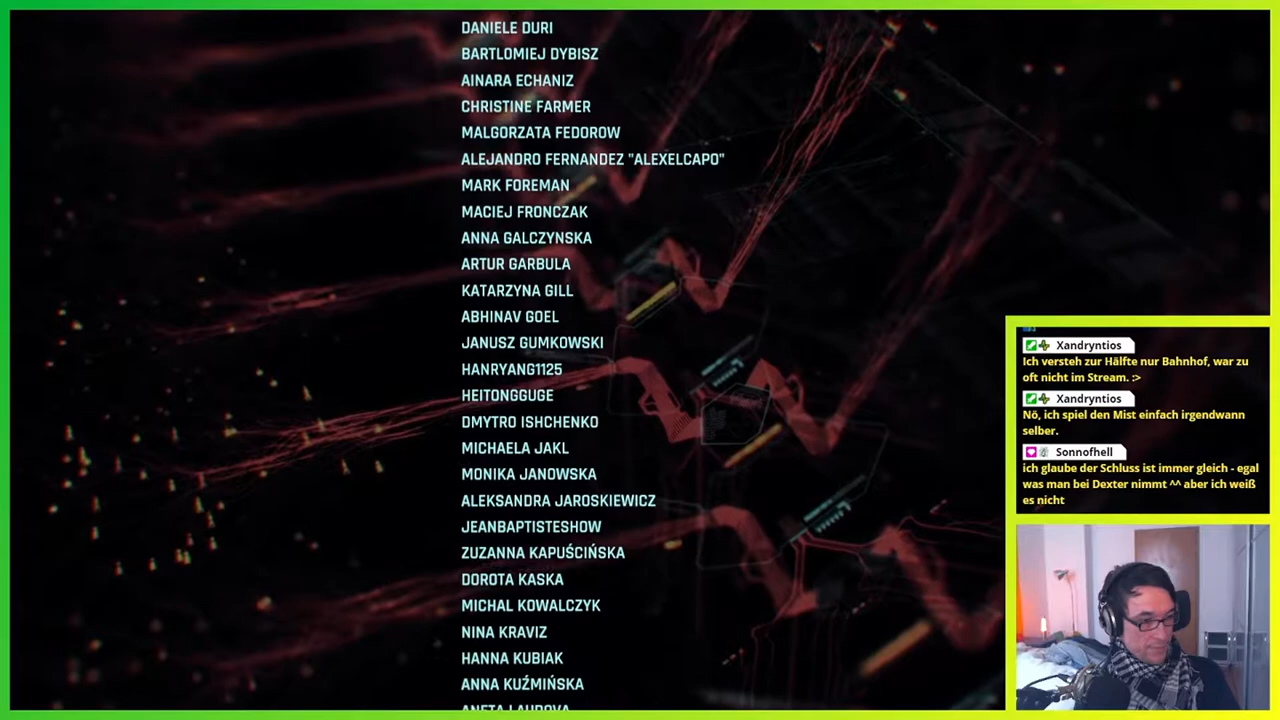 DANIELE DURI
BARTLOMIEJ DYBISZ
AINARA ECHANIZ
CHRISTINE FARMER
MALGORZATA FEDOROW
ALEJANDRO FERNANDEZ "ALEXELCAPO"
MARK FOREMAN
MACIEJ FRONCZAK
ANNA GALCZYNSKA
ARTUR GARBULA
KATARZYNA GILL
ABHINAV GOEL
JANUSZ GUMKOWSKI
HANRYANG1125
HEITONGGUGE
DMYTRO ISHCHENKO
MICHAELA JAKL
MONIKA JANOWSKA
ALEKSANDRA JAROSKIEWICZ
JEANBAPTISTESHOW
ZUZANNA KAPUŚCIŃSKA
DOROTA KASKA
MICHAL KOWALCZYK
NINA KRAVIZ
HANNA KUBIAK
ANNA KUŹMIŃSKA
Xandryntios
Ich versteh zur Hälfte nur Bahnhof, war zu
oft nicht im Stream. :>
Xandryntios
Nö, ich spiel den Mist einfach irgendwann
selber.
Sonnofhell
ich glaube der Schluss ist immer gleich - egal
was man bei Dexter nimmt ^^ aber ich weiß
es nicht